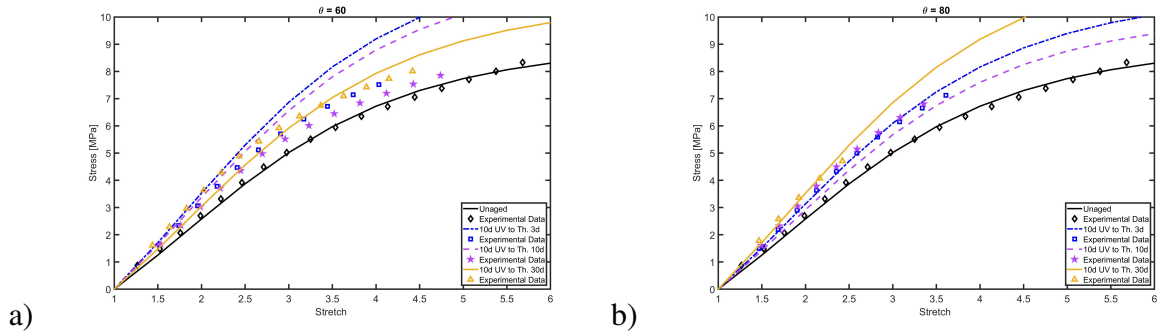 θ = 60
10
9
8
7
6
5
4
3
2
1
0
Stress [MPa]
1 1.5 2 2.5 3 3.5 4 4.5 5 5.5 6
Stretch
Unaged
Experimental Data
10d UV to Th. 3d
Experimental Data
10d UV to Th. 10d
Experimental Data
10d UV to Th. 30d
Experimental Data
a)
θ = 80
10
9
8
7
6
5
4
3
2
1
0
Stress [MPa]
1 1.5 2 2.5 3 3.5 4 4.5 5 5.5 6
Stretch
Unaged
Experimental Data
10d UV to Th. 3d
Experimental Data
10d UV to Th. 10d
Experimental Data
10d UV to Th. 30d
Experimental Data
b)